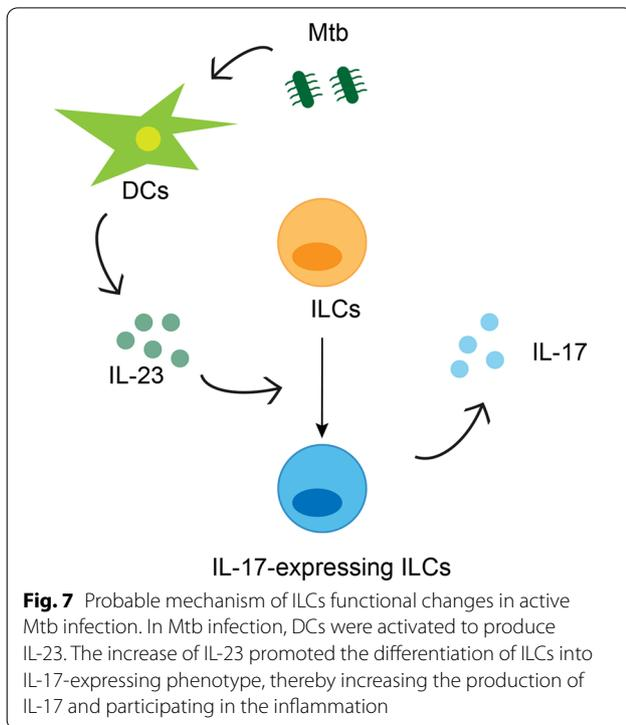 Mtb
DCs
ILCs
IL-23
IL-17
IL-17-expressing ILCs
Fig. 7 Probable mechanism of ILCs functional changes in active
Mtb infection. In Mtb infection, DCs were activated to produce
IL-23. The increase of IL-23 promoted the differentiation of ILCs into
IL-17-expressing phenotype, thereby increasing the production of
IL-17 and participating in the inflammation